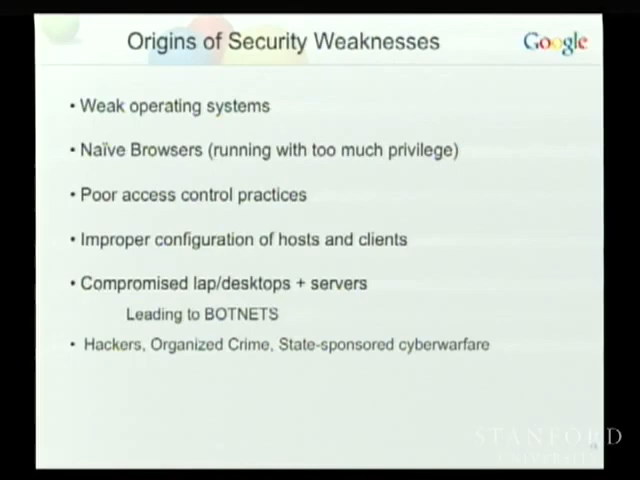 Origins of Security Weaknesses
Google
• Weak operating systems
• Naïve Browsers (running with too much privilege)
• Poor access control practices
• Improper configuration of hosts and clients
• Compromised lap/desktops + servers
Leading to BOTNETS
• Hackers, Organized Crime, State-sponsored cyberwarfare
STANFORD
UNIVERSITY